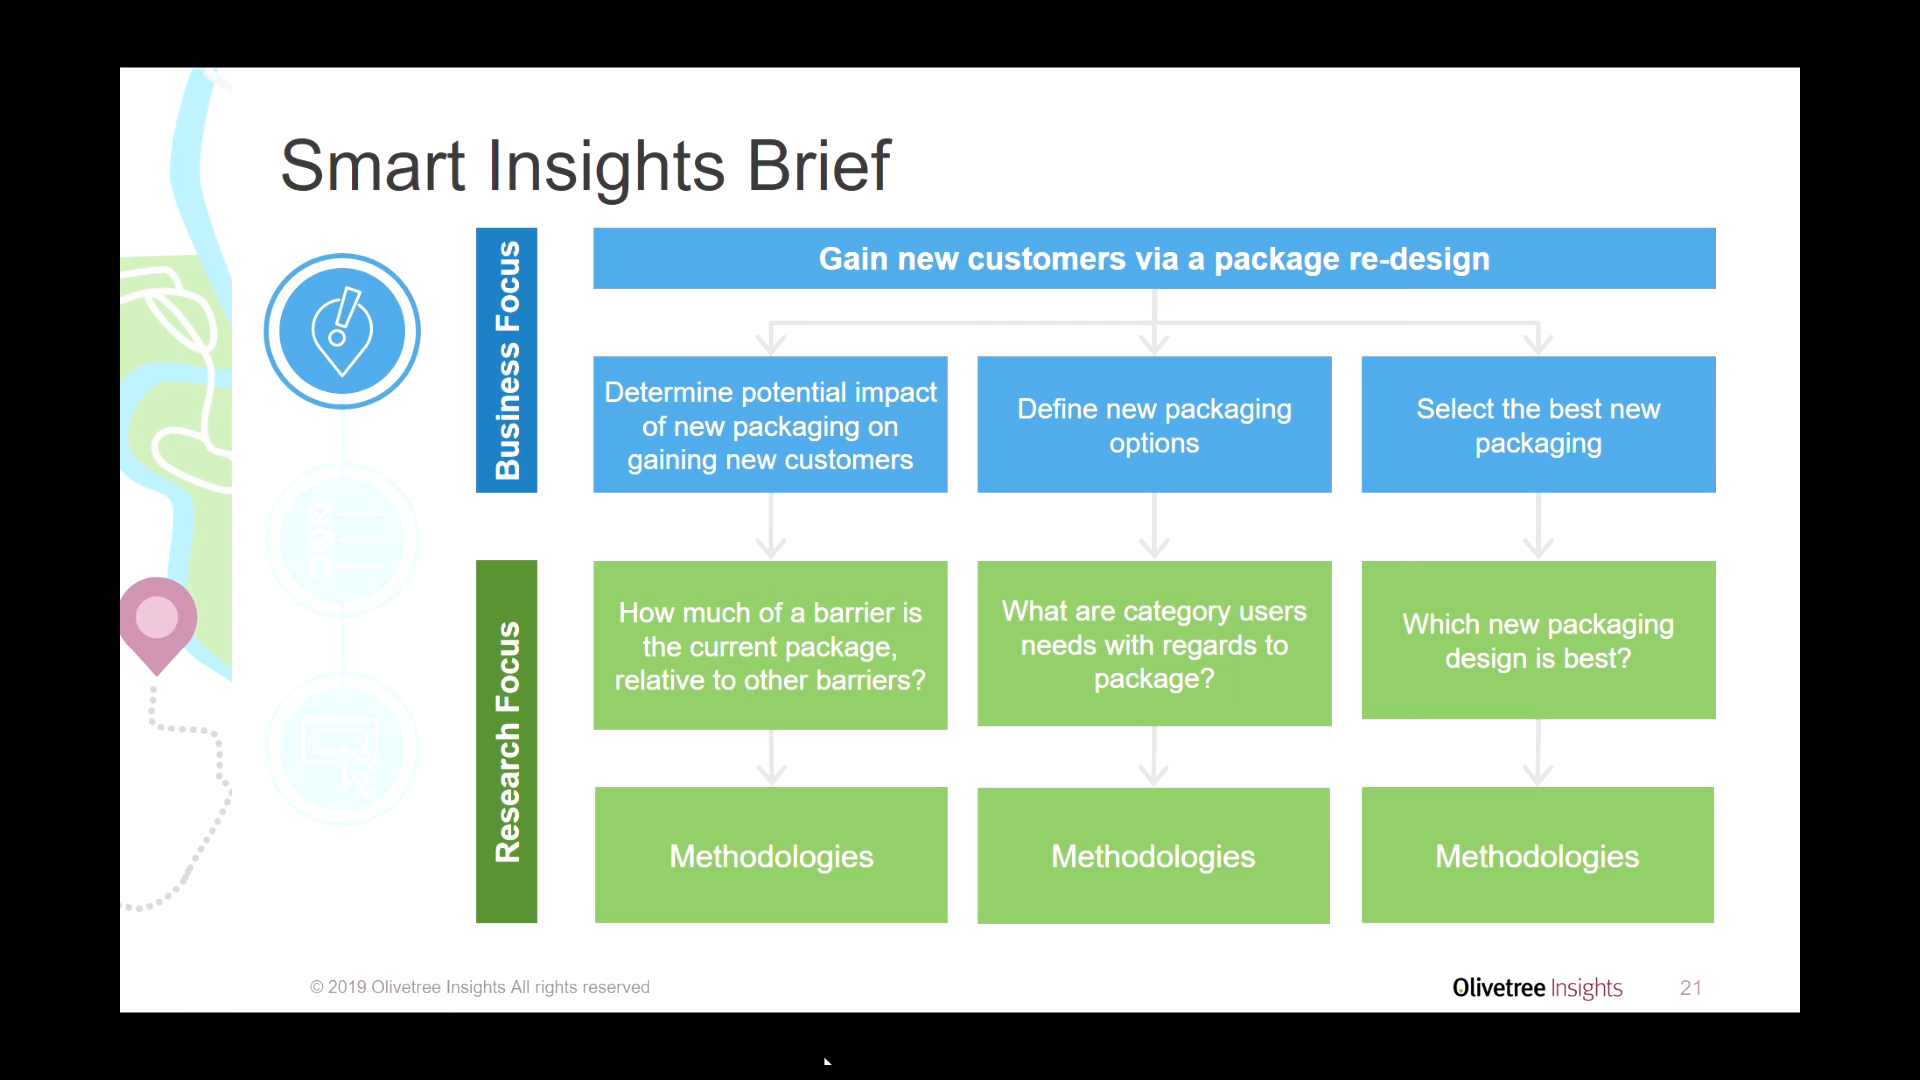 Smart Insights Brief
Business Focus
Gain new customers via a package re-design
Determine potential impact
of new packaging on
gaining new customers
Define new packaging
options
Select the best new
packaging
Research Focus
How much of a barrier is
the current package,
relative to other barriers?
What are category users
needs with regards to
package?
Which new packaging
design is best?
Methodologies
Methodologies
Methodologies
© 2019 Olivetree Insights All rights reserved
Olivetree Insights
21